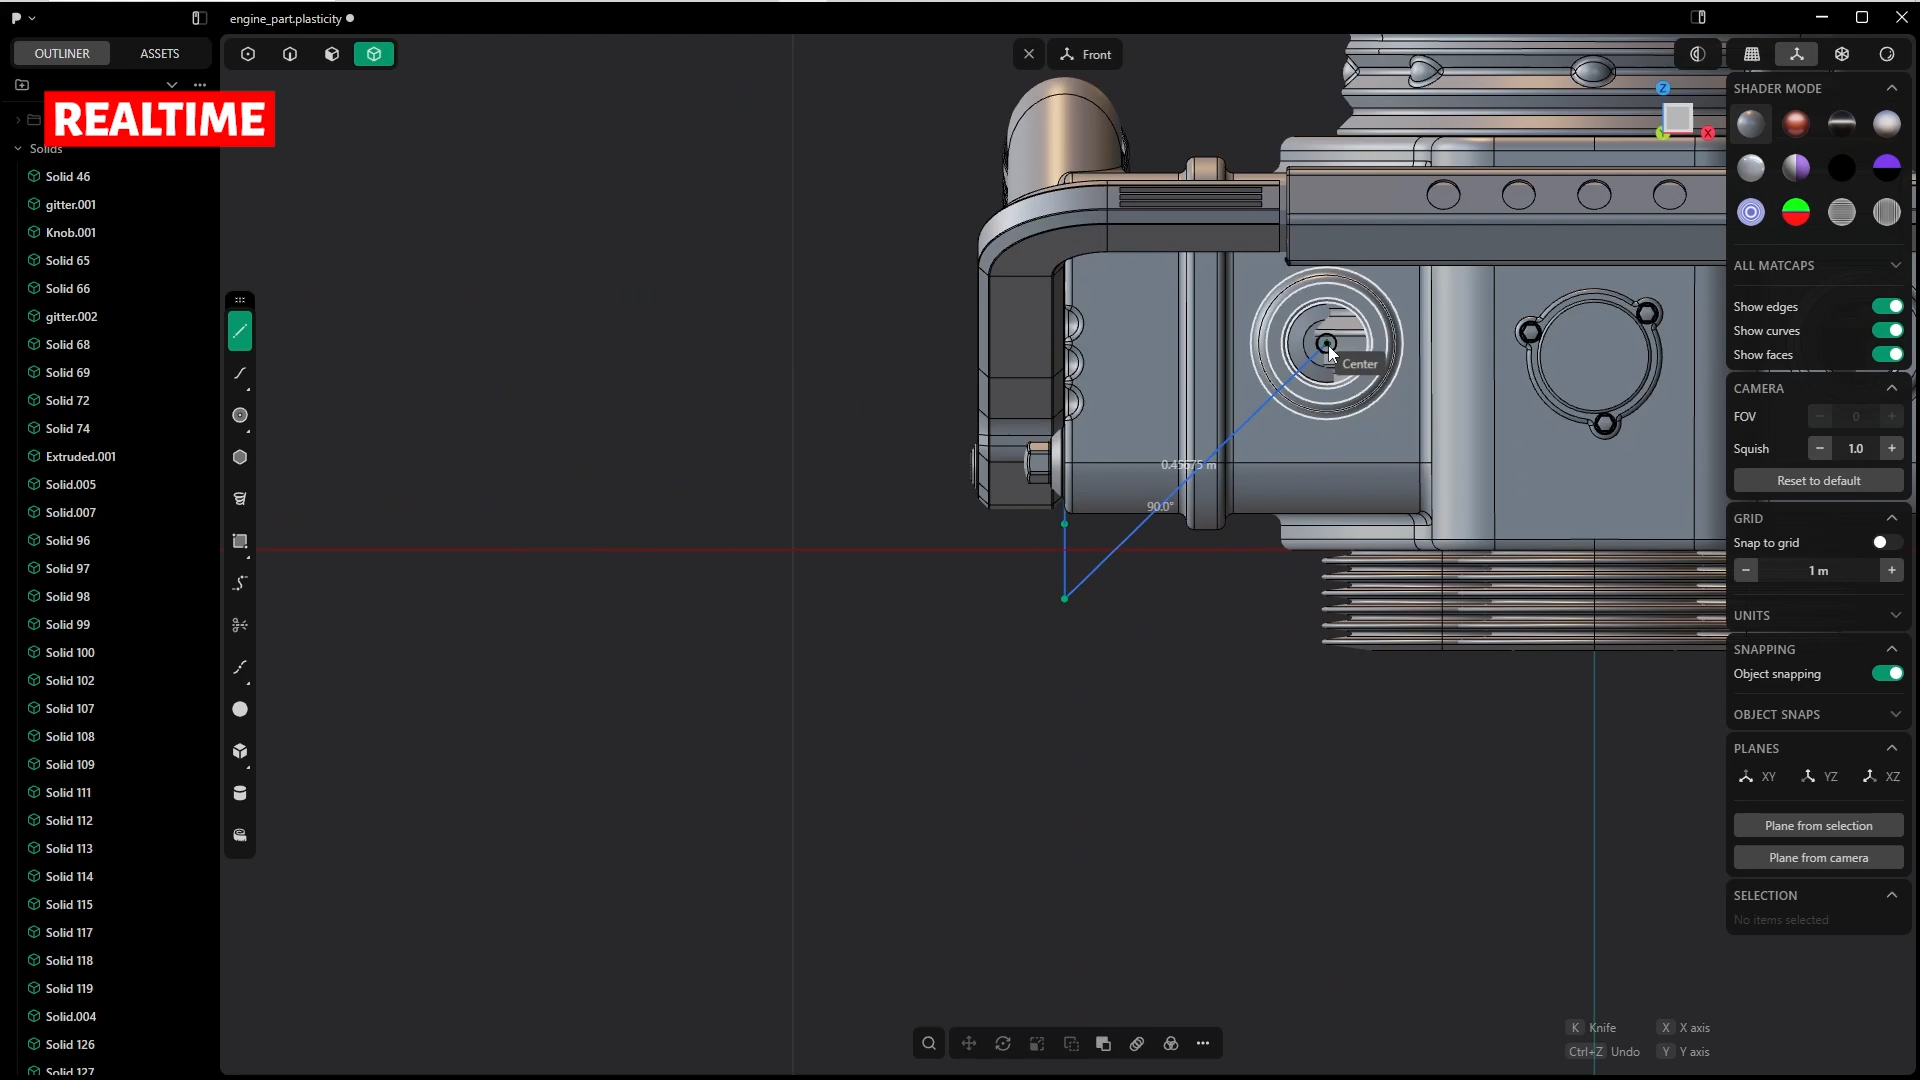 engine_part.plasticity
OUTLINER
ASSETS
REALTIME
Solids
Solid 46
gitter.001
Knob.001
Solid 65
Solid 66
gitter.002
Solid 68
Solid 69
Solid 72
Solid 74
Extruded.001
Solid.005
Solid.007
Solid 96
Solid 97
Solid 98
Solid 99
Solid 100
Solid 102
Solid 107
Solid 108
Solid 109
Solid 111
Solid 112
Solid 113
Solid 114
Solid 115
Solid 117
Solid 118
Solid 119
Solid.004
Solid 126
Solid 127
Front
Z
X
Center
90.0°
SHADER MODE
ALL MATCAPS
Show edges
Show curves
Show faces
CAMERA
FOV
0
Squish
1.0
Reset to default
GRID
Snap to grid
1 m
UNITS
SNAPPING
Object snapping
OBJECT SNAPS
PLANES
XY
YZ
XZ
Plane from selection
Plane from camera
SELECTION
No items selected
K Knife
X X axis
Ctrl+Z Undo
Y Y axis